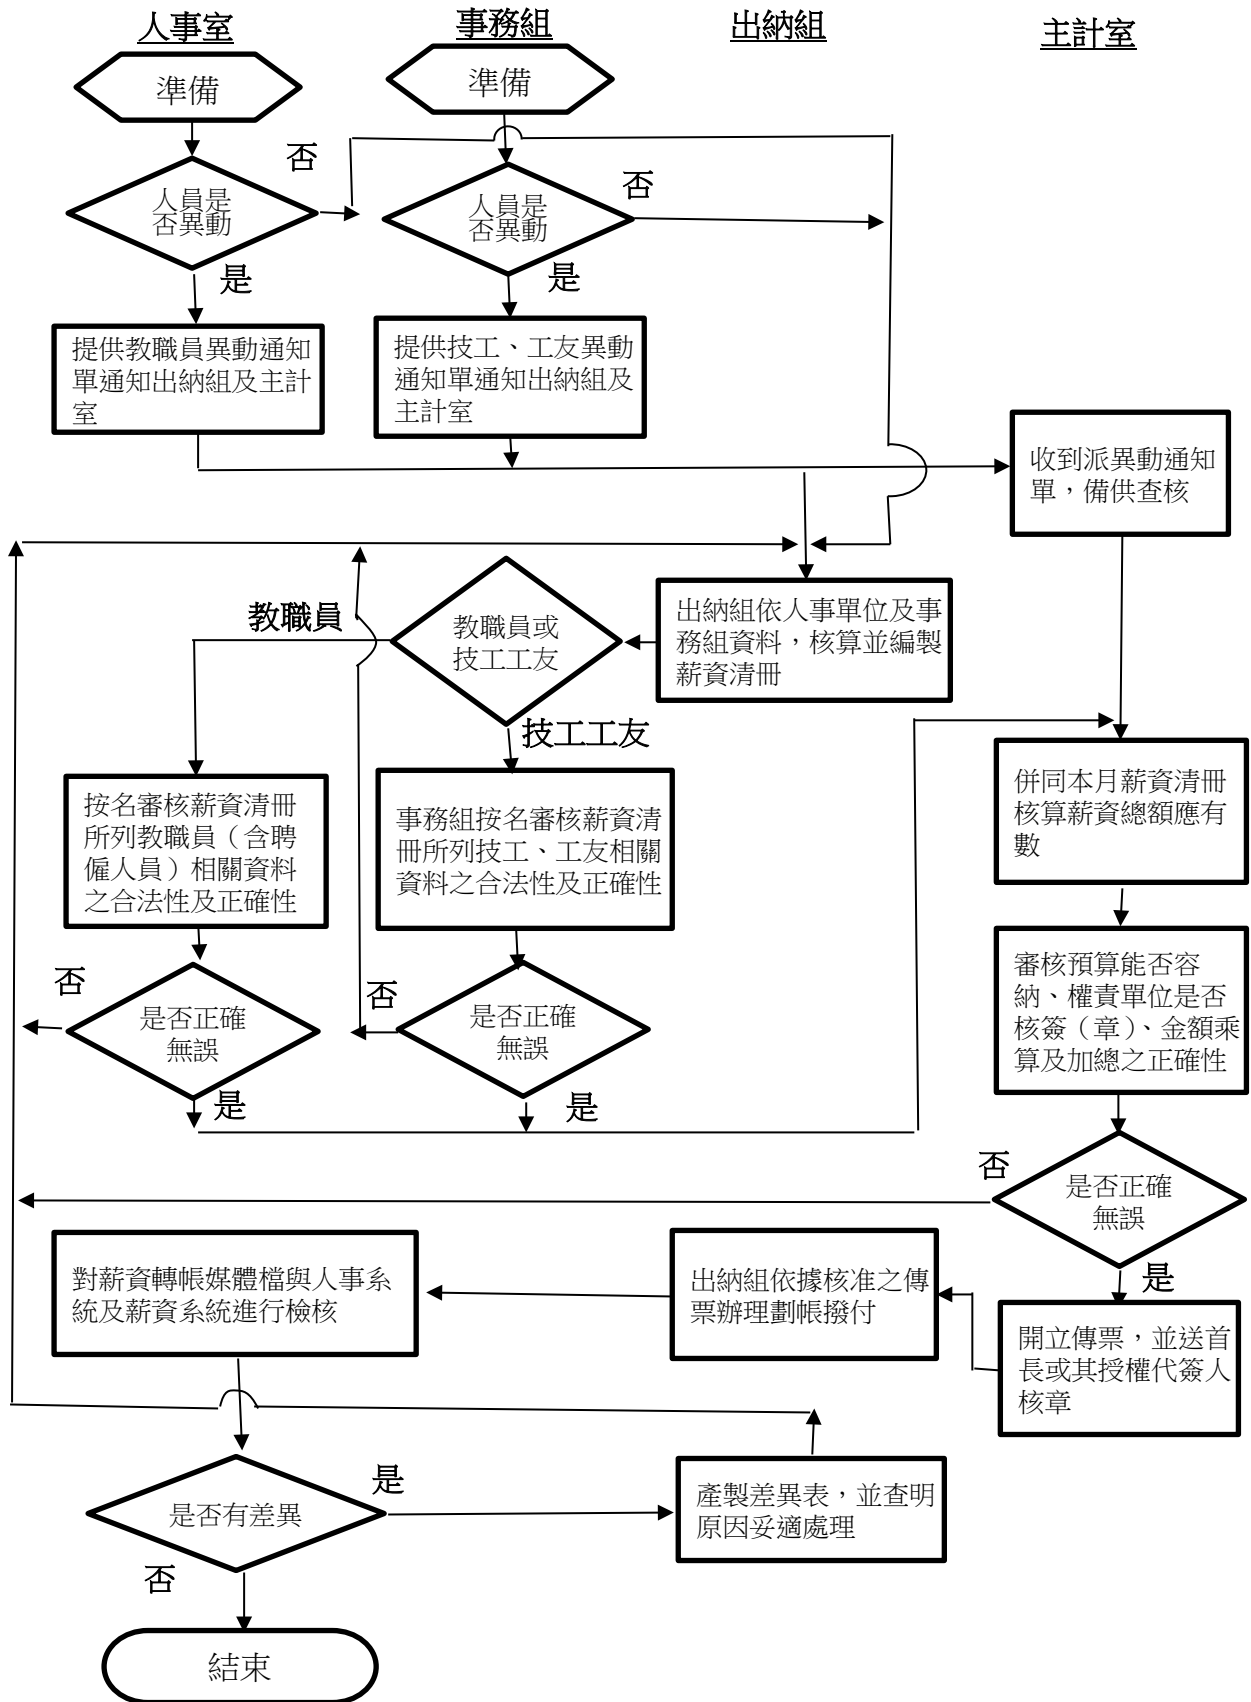 人事室
事務組
出納組
主計室
準備
準備
否
否
人員是
否異動
人員是
否異動
是
是
提供教職員異動通知
單通知出納組及主計
室
提供技工、工友異動
通知單通知出納組及
主計室
收到派異動通知
單，備供查核
教職員
教職員或
技工工友
出納組依人事單位及事
務組資料，核算並編製
薪資清冊
技工工友
按名審核薪資清冊
所列教職員（含聘
僱人員）相關資料
之合法性及正確性
事務組按名審核薪資清
冊所列技工、工友相關
資料之合法性及正確性
併同本月薪資清冊
核算薪資總額應有
數
審核預算能否容
納、權責單位是否
核簽（章）、金額乘
算及加總之正確性
否
是否正確
無誤
否
是否正確
無誤
是
是
否
是否正確
無誤
是
對薪資轉帳媒體檔與人事系
統及薪資系統進行檢核
出納組依據核准之傳
票辦理劃帳撥付
開立傳票，並送首
長或其授權代簽人
核章
是否有差異
是
產製差異表，並查明
原因妥適處理
否
結束